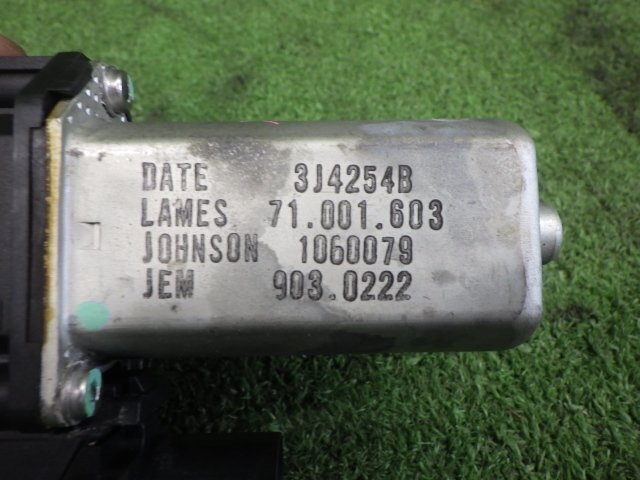 DATE 3J4254B
LAMES 71.001.603
JOHNSON 1060079
JEM 903.0222